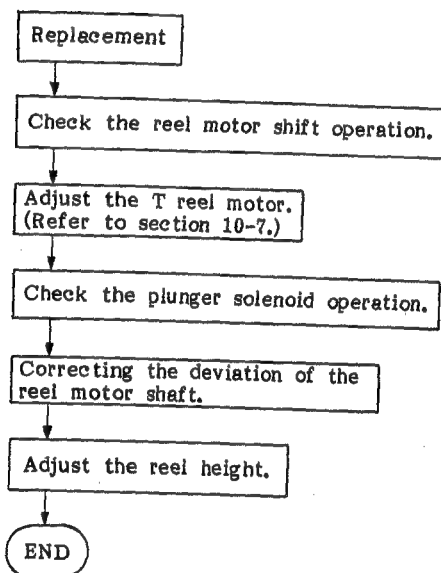 Replacement
Check the reel motor shift operation.
Adjust the T reel motor.
(Refer to section 10-7.)
Check the plunger solenoid operation.
Correcting the deviation of the
reel motor shaft.
Adjust the reel height.
END